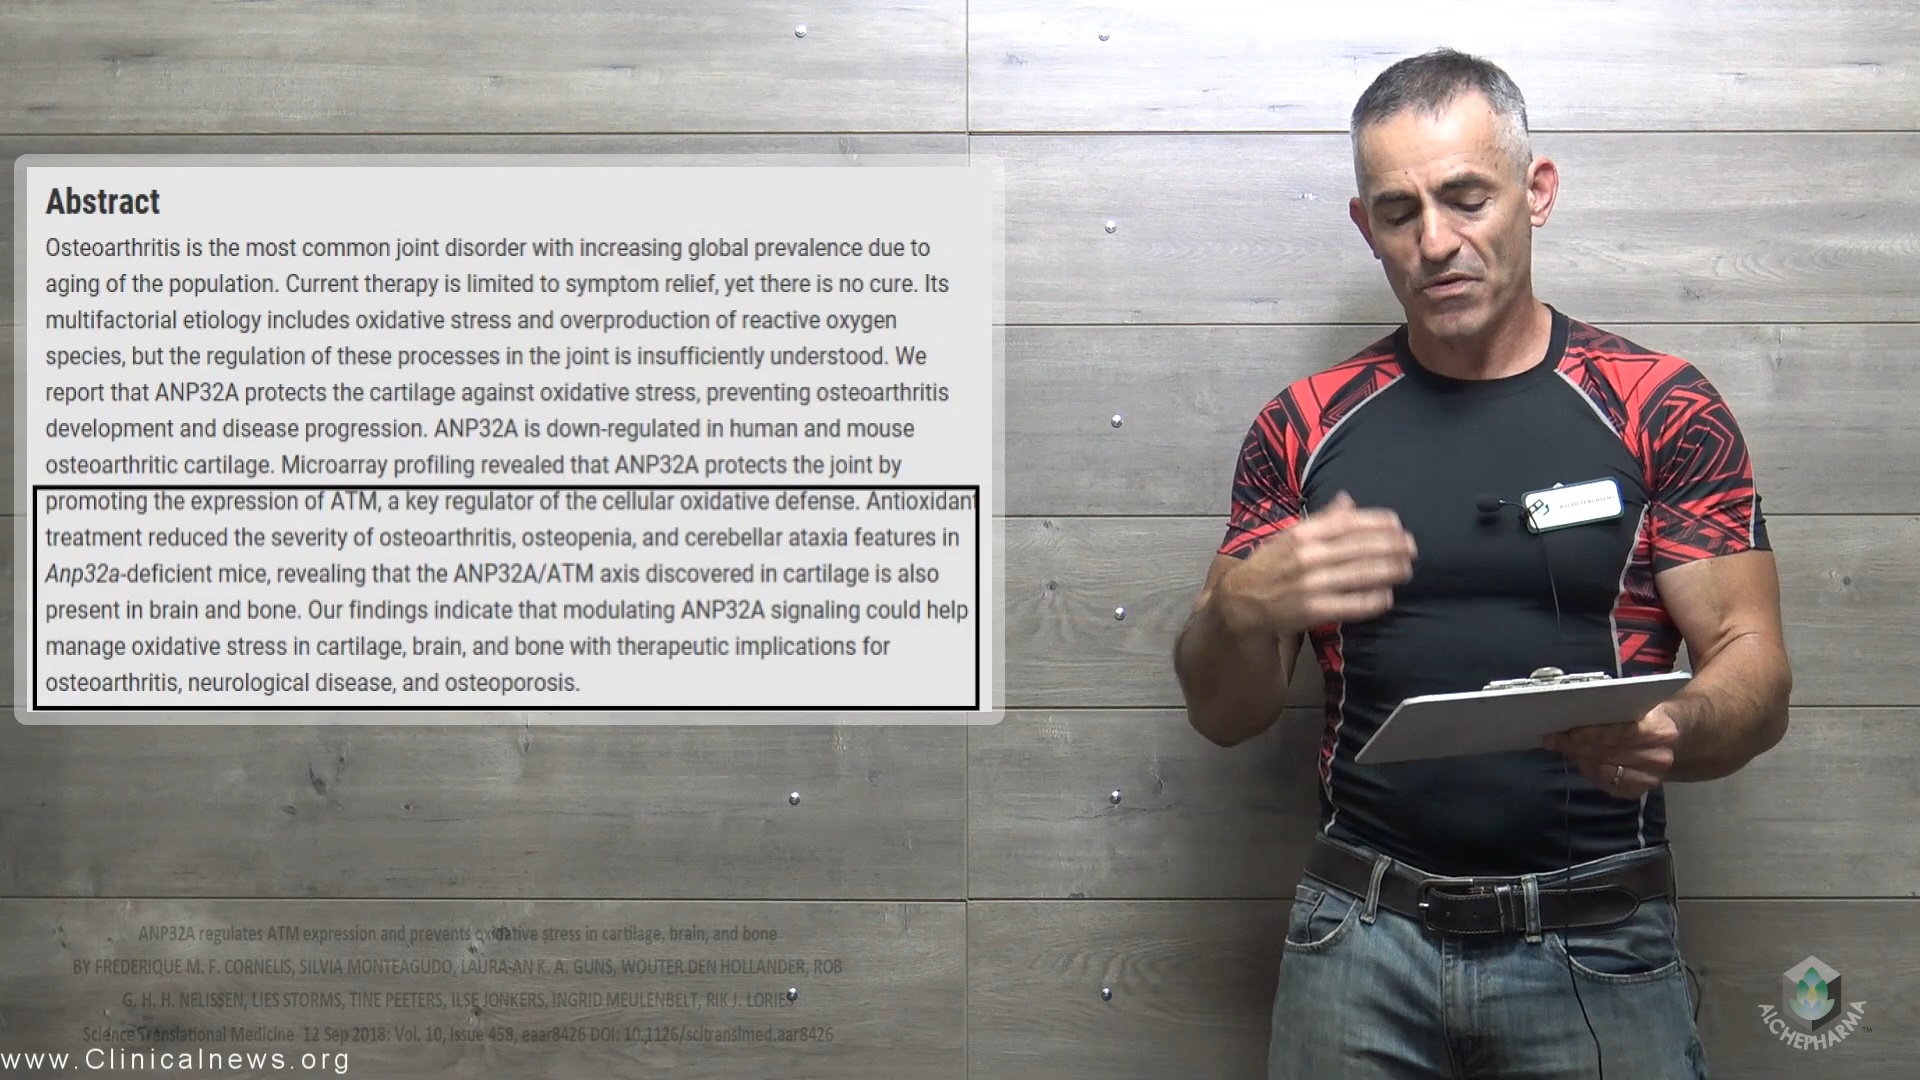 Abstract
Osteoarthritis is the most common joint disorder with increasing global prevalence due to
aging of the population. Current therapy is limited to symptom relief, yet there is no cure. Its
multifactorial etiology includes oxidative stress and overproduction of reactive oxygen
species, but the regulation of these processes in the joint is insufficiently understood. We
report that ANP32A protects the cartilage against oxidative stress, preventing osteoarthritis
development and disease progression. ANP32A is down-regulated in human and mouse
osteoarthritic cartilage. Microarray profiling revealed that ANP32A protects the joint by
promoting the expression of ATM, a key regulator of the cellular oxidative defense. Antioxidant
treatment reduced the severity of osteoarthritis, osteopenia, and cerebellar ataxia features in
Anp32a-deficient mice, revealing that the ANP32A/ATM axis discovered in cartilage is also
present in brain and bone. Our findings indicate that modulating ANP32A signaling could help
manage oxidative stress in cartilage, brain, and bone with therapeutic implications for
osteoarthritis, neurological disease, and osteoporosis.
ANP32A regulates ATM expression and prevents oxidative stress in cartilage, brain, and bone
BY FREDERIQUE M. F. CORNELIS, SILVIA MONTEAGUDO, LAURA-AN K. A. GUNS, WOUTER DEN HOLLANDER, ROB
G. H. H. NELISSEN, LIES STORMS, TINE PEETERS, ILSE JONKERS, INGRID MEULENBELT, RIK J. LORIES
Science Translational Medicine 12 Sep 2018: Vol. 10, Issue 458, eaar8426 DOI: 10.1126/scitranslmed.aar8426
www.Clinicalnews.org
ALCHEPHARMA™